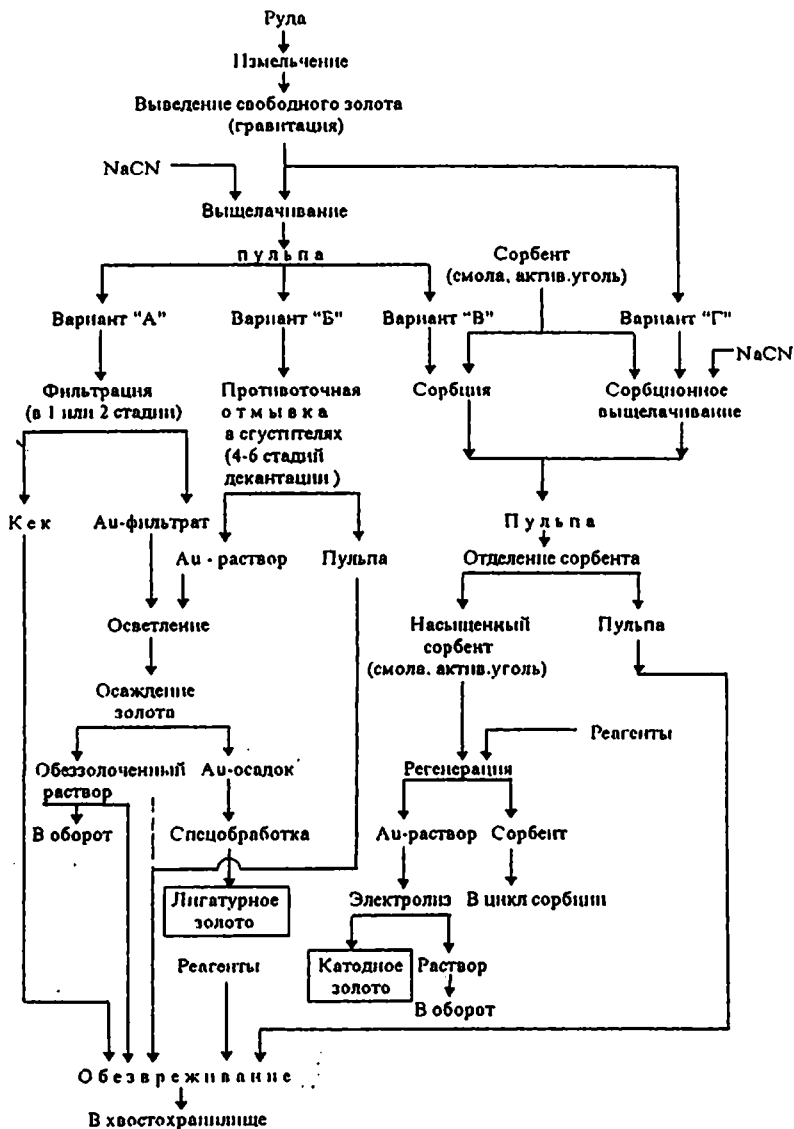 Руда
Измельчение
Выведение свободного золота
(гравитация)
NaCN
Выщелачивание
пульпа
Сорбент
(смола, актив.уголь)
Вариант "А"
Вариант "Б"
Вариант "В"
Вариант "Г"
NaCN
Фильтрация
(в 1 или 2 стадии)
Противоточная
отмывка
в сгустителях
(4-6 стадий
декантации)
Сорбция
Сорбционное
выщелачивание
Кек
Au-фильтрат
Au - раствор
Пульпа
Пульпа
Отделение сорбента
Осветление
Насыщенный
сорбент
(смола, актив.уголь)
Пульпа
Осаждение
золота
Реагенты
Обеззолоченный
раствор
Au-осадок
Регенерация
В оборот
Спецобработка
Au-раствор
Сорбент
Лигатурное
золото
Электролиз
В цикл сорбции
Реагенты
Катодное
золото
Раствор
В оборот
Обезвреживание
В хвостохранилище